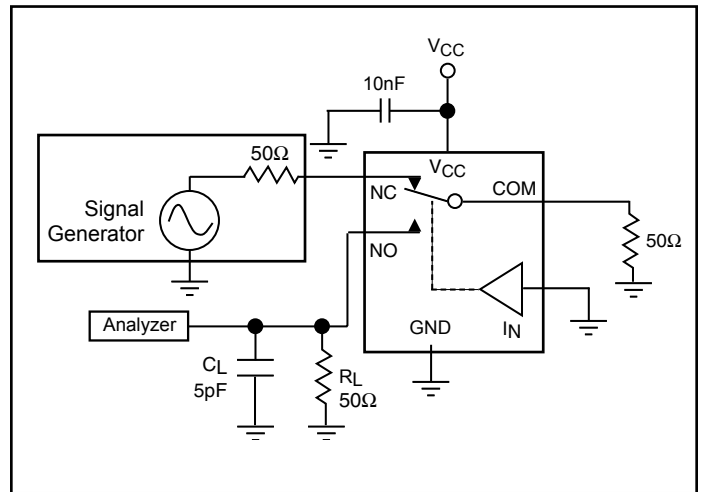 VCC
10nF
50Ω
VCC
NC
COM
Signal
Generator
NO
50Ω
Analyzer
GND
IN
CL
5pF
RL
50Ω